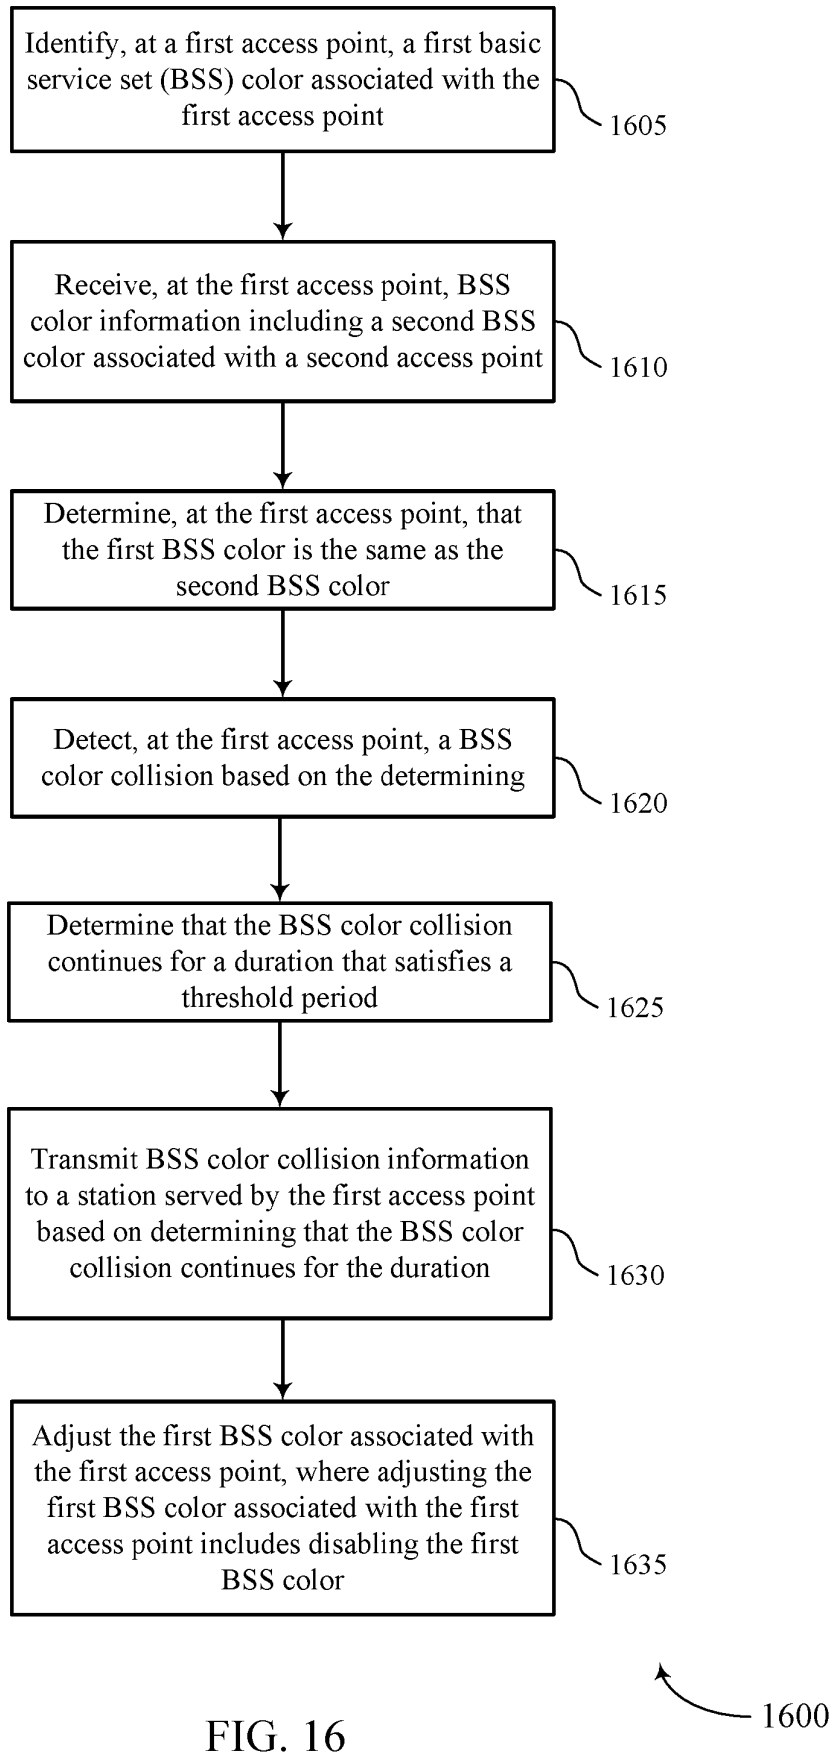 Identify, at a first access point, a first basic
service set (BSS) color associated with the
first access point
1605
Receive, at the first access point, BSS
color information including a second BSS
color associated with a second access point
1610
Determine, at the first access point, that
the first BSS color is the same as the
second BSS color
1615
Detect, at the first access point, a BSS
color collision based on the determining
1620
Determine that the BSS color collision
continues for a duration that satisfies a
threshold period
1625
Transmit BSS color collision information
to a station served by the first access point
based on determining that the BSS color
collision continues for the duration
1630
Adjust the first BSS color associated with
the first access point, where adjusting the
first BSS color associated with the first
access point includes disabling the first
BSS color
1635
1600
FIG. 16